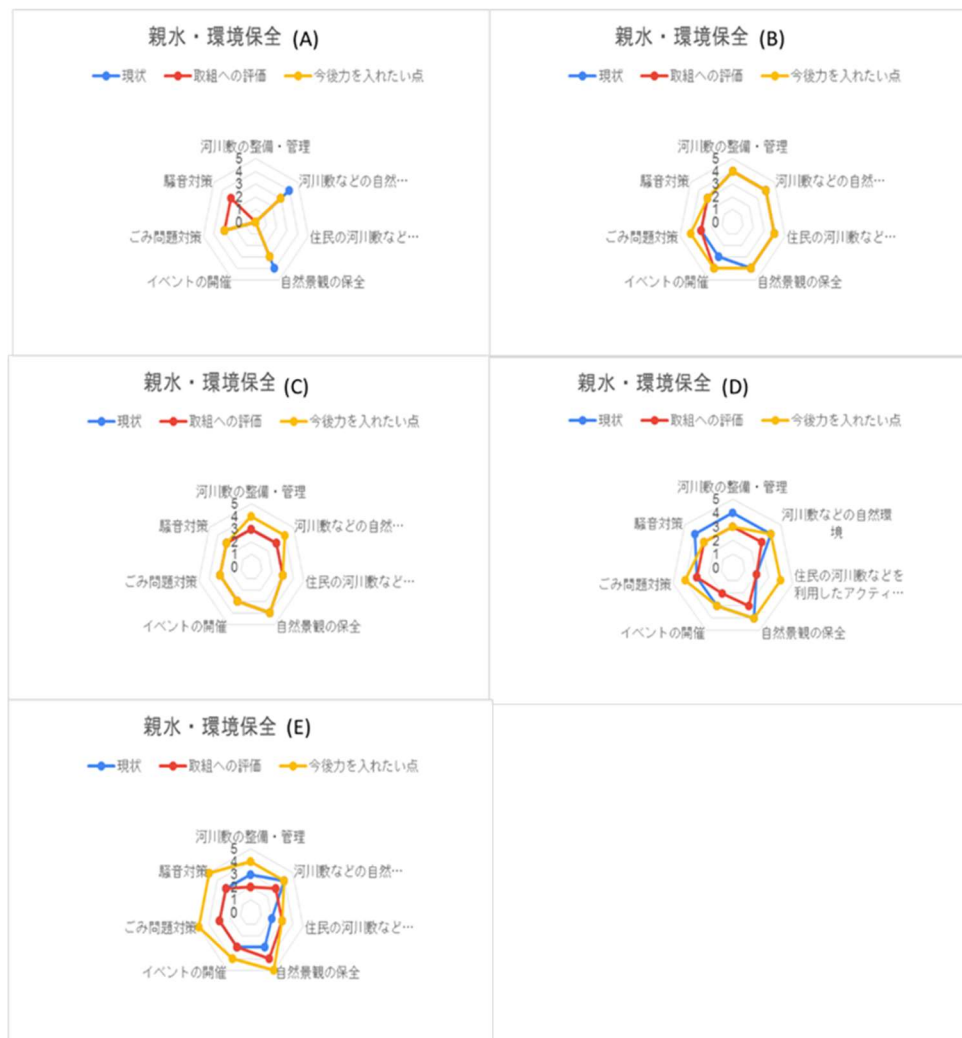 親水・環境保全 (A)
現状 取組への評価 今後力を入れたい点
河川敷の整備・管理
5
4
3
2
1
0
騒音対策
河川敷などの自然…
ごみ問題対策
住民の河川敷など…
イベントの開催
自然景観の保全
親水・環境保全 (B)
現状 取組への評価 今後力を入れたい点
河川敷の整備・管理
5
4
3
2
1
0
騒音対策
河川敷などの自然…
ごみ問題対策
住民の河川敷など…
イベントの開催
自然景観の保全
親水・環境保全 (C)
現状 取組への評価 今後力を入れたい点
河川敷の整備・管理
5
4
3
2
1
0
騒音対策
河川敷などの自然…
ごみ問題対策
住民の河川敷など…
イベントの開催
自然景観の保全
親水・環境保全 (D)
現状 取組への評価 今後力を入れたい点
河川敷の整備・管理
5
4
3
2
1
0
騒音対策
河川敷などの自然環
境
ごみ問題対策
住民の河川敷などを
利用したアクティ…
イベントの開催
自然景観の保全
親水・環境保全 (E)
現状 取組への評価 今後力を入れたい点
河川敷の整備・管理
5
4
3
2
1
0
騒音対策
河川敷などの自然…
ごみ問題対策
住民の河川敷など…
イベントの開催
自然景観の保全